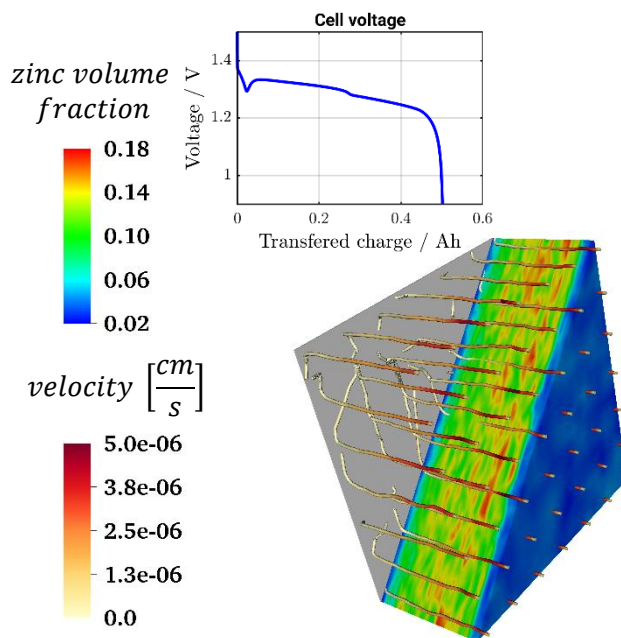 Cell voltage
1.4
1.2
1
Voltage / V
0
0.2
0.4
0.6
Transfered charge / Ah
zinc volume
fraction
0.18
0.14
0.10
0.06
0.02
velocity [cm/s]
5.0e-06
3.8e-06
2.5e-06
1.3e-06
0.0